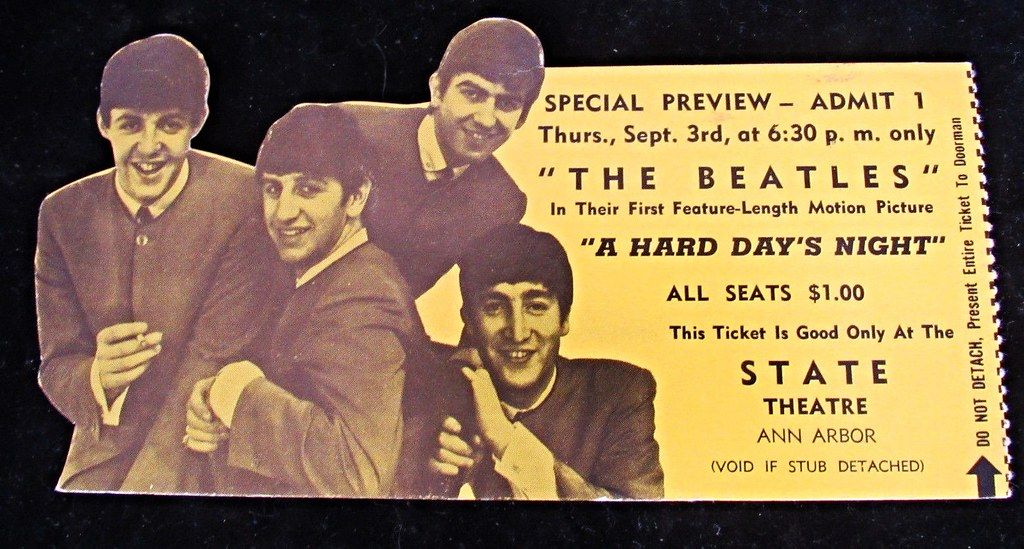 SPECIAL PREVIEW – ADMIT 1
Thurs., Sept. 3rd, at 6:30 p. m. only
"THE BEATLES"
In Their First Feature-Length Motion Picture
"A HARD DAY'S NIGHT"
ALL SEATS $1.00
This Ticket Is Good Only At The
STATE
THEATRE
ANN ARBOR
(VOID IF STUB DETACHED)
DO NOT DETACH, Present Entire Ticket To Doorman